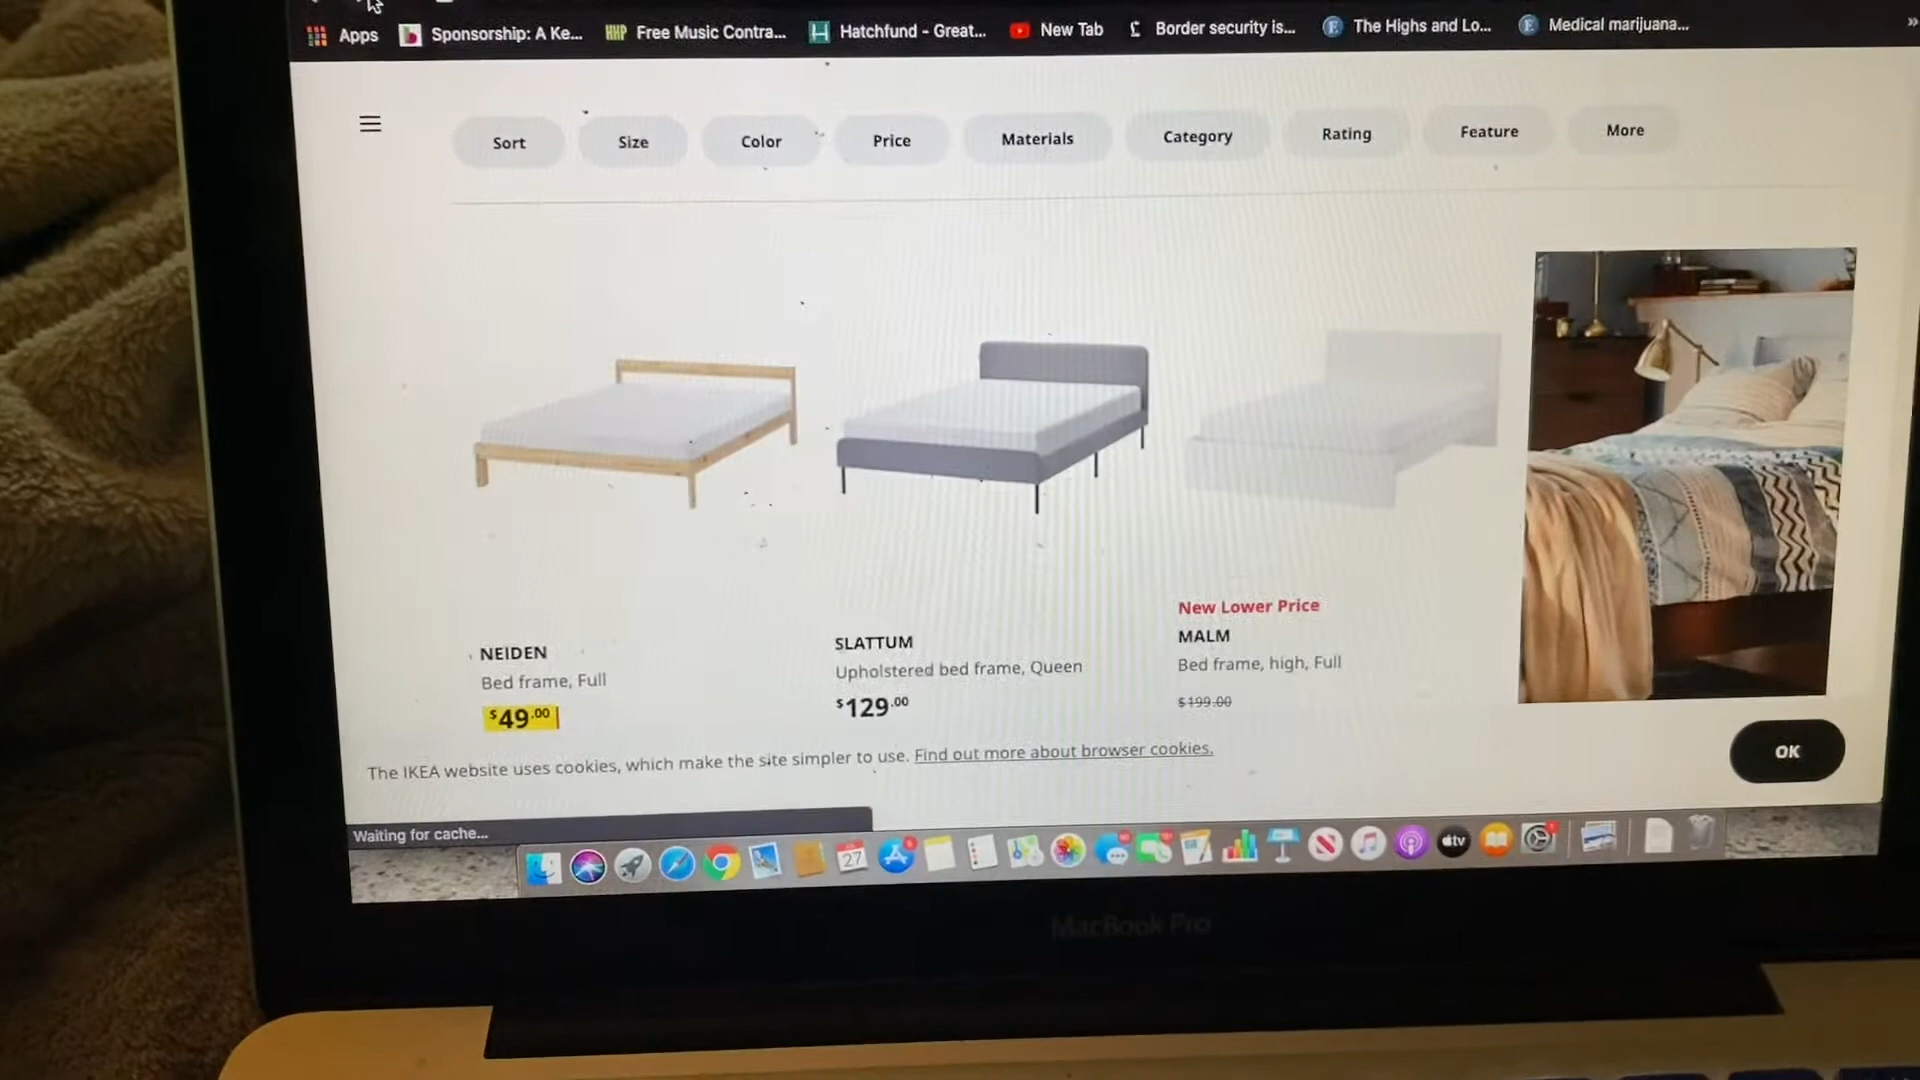 Apps Sponsorship: A Ke... Free Music Contra... Hatchfund - Great... New Tab Border security is... The Highs and Lo... Medical marijuana... »
Sort Size Color Price Materials Category Rating Feature More
NEIDEN
Bed frame, Full
$49.00
SLATTUM
Upholstered bed frame, Queen
$129.00
New Lower Price
MALM
Bed frame, high, Full
$199.00
The IKEA website uses cookies, which make the site simpler to use. Find out more about browser cookies.
OK
Waiting for cache...
27
tv
MacBook Pro